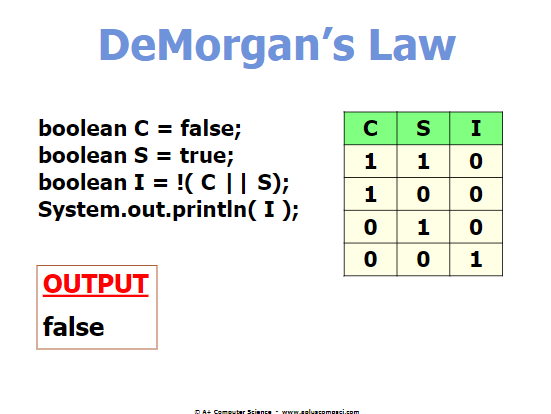 DeMorgan's Law
boolean C = false;
boolean S = true;
boolean I = !( C || S);
System.out.println( I );
OUTPUT
false
C S I
1 1 0
1 0 0
0 1 0
0 0 1
© A+ Computer Science - www.apluscompsci.com